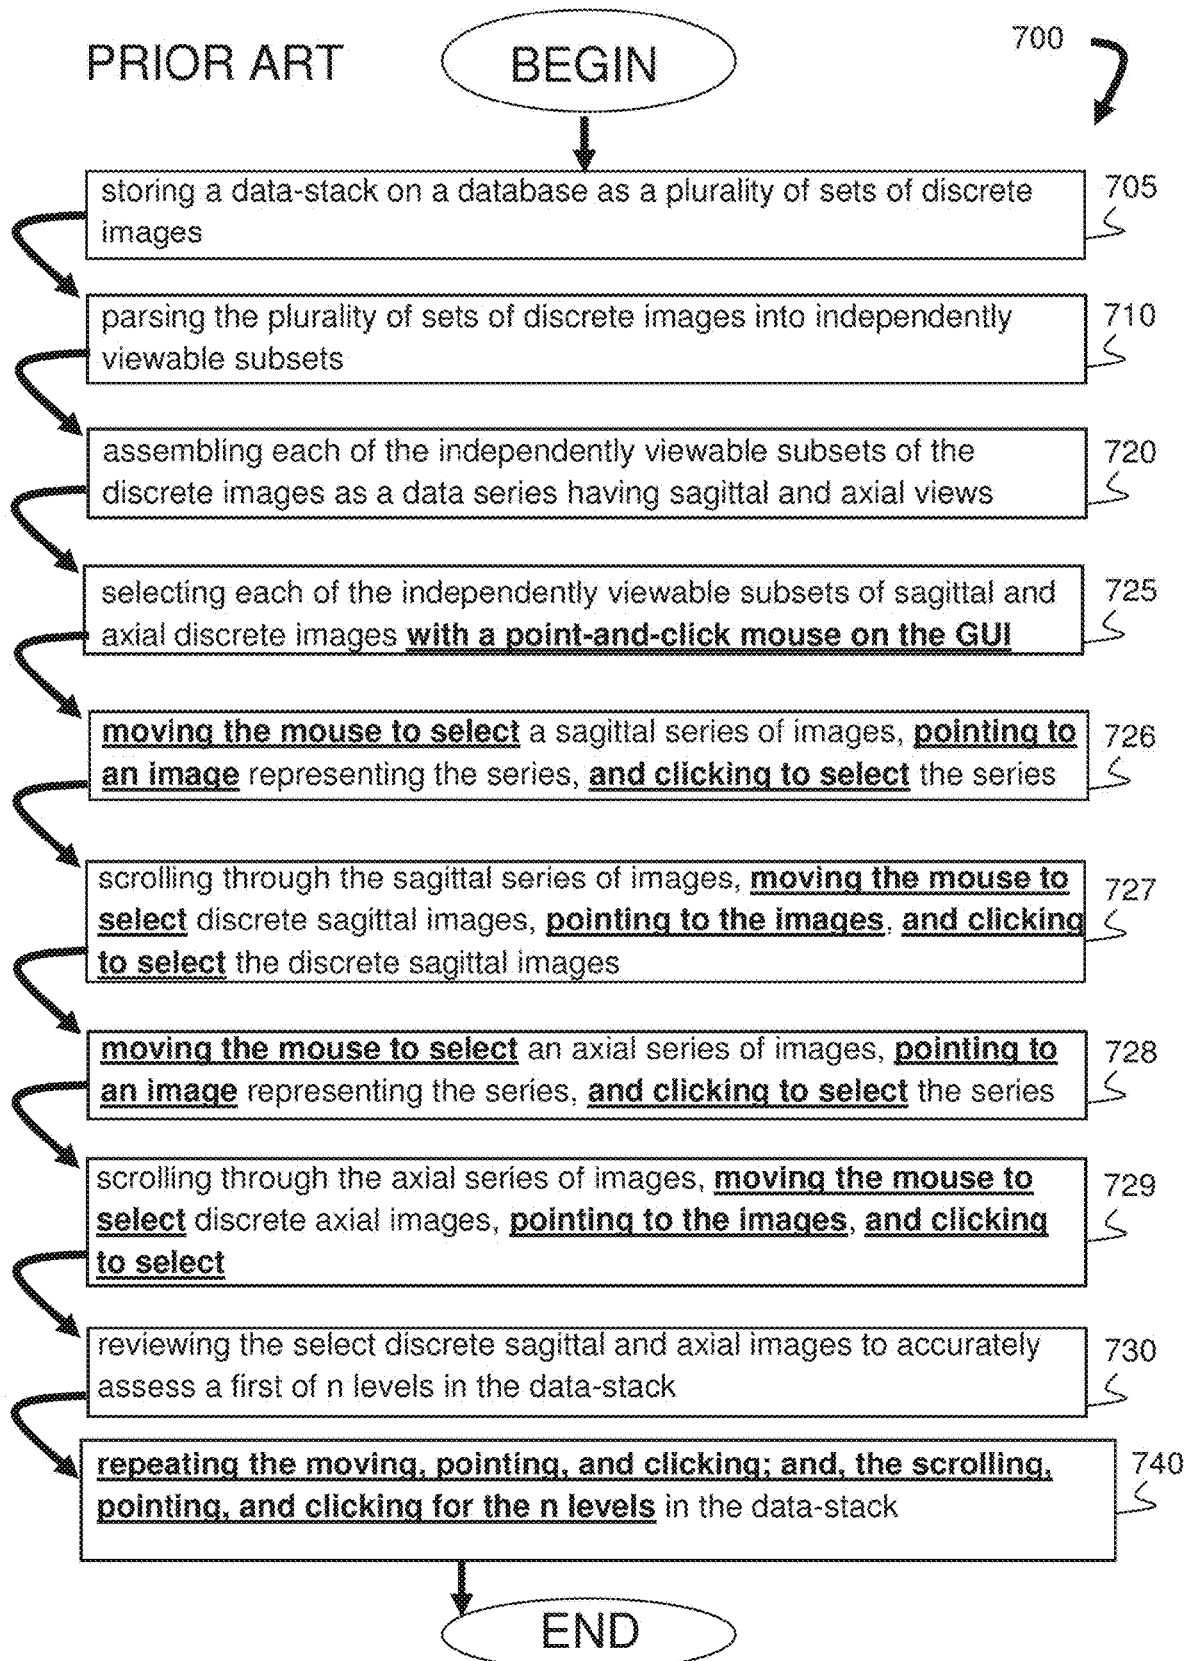 PRIOR ART
BEGIN
700
storing a data-stack on a database as a plurality of sets of discrete
images
705
parsing the plurality of sets of discrete images into independently
viewable subsets
710
assembling each of the independently viewable subsets of the
discrete images as a data series having sagittal and axial views
720
selecting each of the independently viewable subsets of sagittal and
axial discrete images with a point-and-click mouse on the GUI
725
moving the mouse to select a sagittal series of images, pointing to
an image representing the series, and clicking to select the series
726
scrolling through the sagittal series of images, moving the mouse to
select discrete sagittal images, pointing to the images, and clicking
to select the discrete sagittal images
727
moving the mouse to select an axial series of images, pointing to
an image representing the series, and clicking to select the series
728
scrolling through the axial series of images, moving the mouse to
select discrete axial images, pointing to the images, and clicking
to select
729
reviewing the select discrete sagittal and axial images to accurately
assess a first of n levels in the data-stack
730
repeating the moving, pointing, and clicking; and, the scrolling,
pointing, and clicking for the n levels in the data-stack
740
END